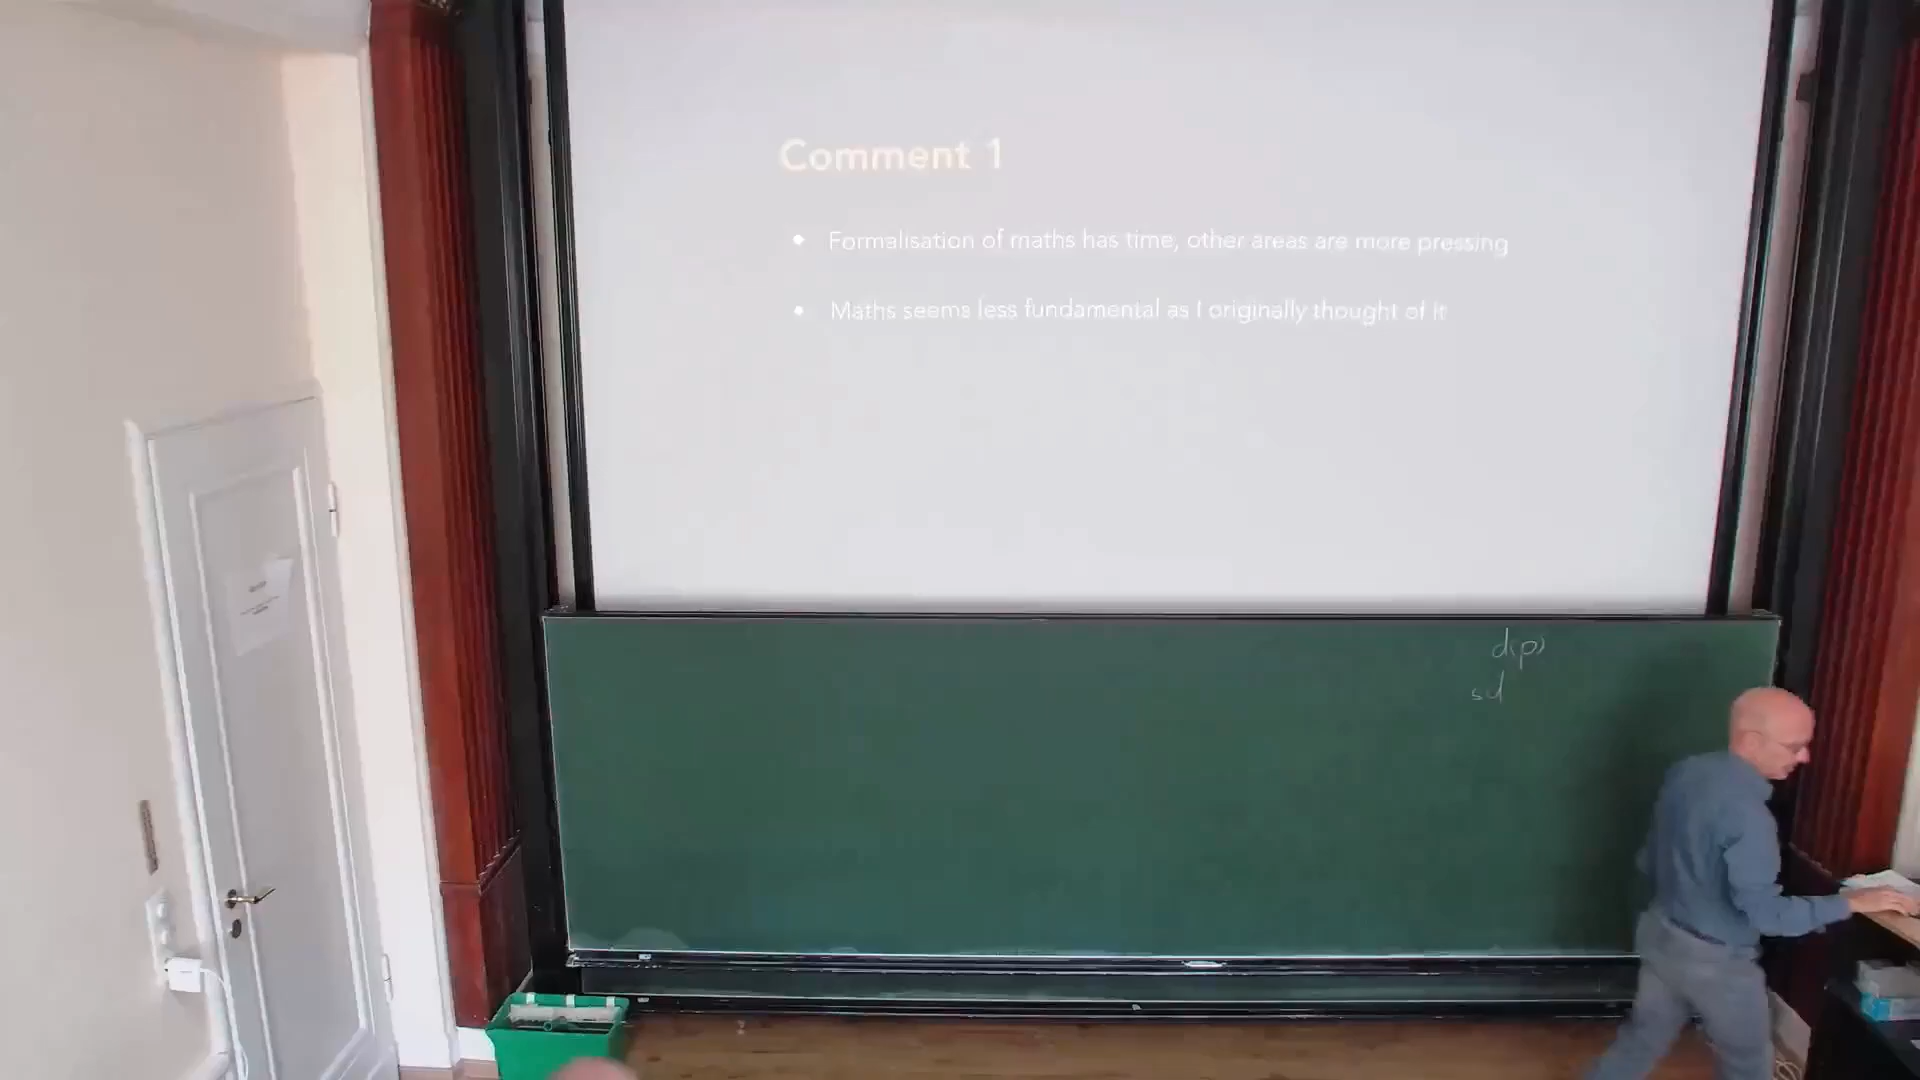 Comment 1
• Formalisation of maths has time, other areas are more pressing
• Maths seems less fundamental as I originally thought of it
d(p)